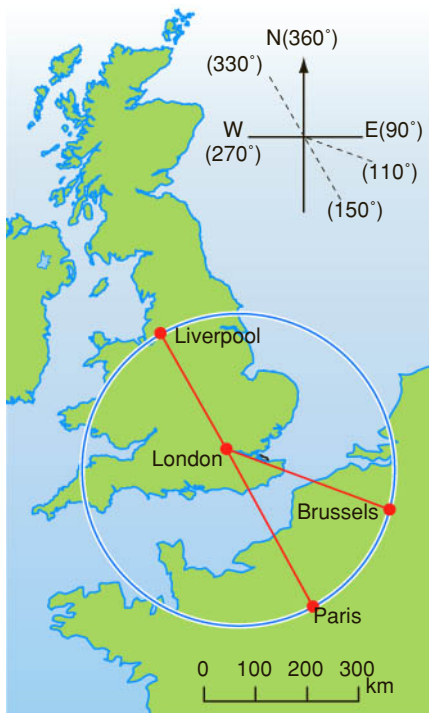 N(360°)
(330°)
W
E(90°)
(270°)
(110°)
(150°)
Liverpool
London
Brussels
Paris
0 100 200 300
km